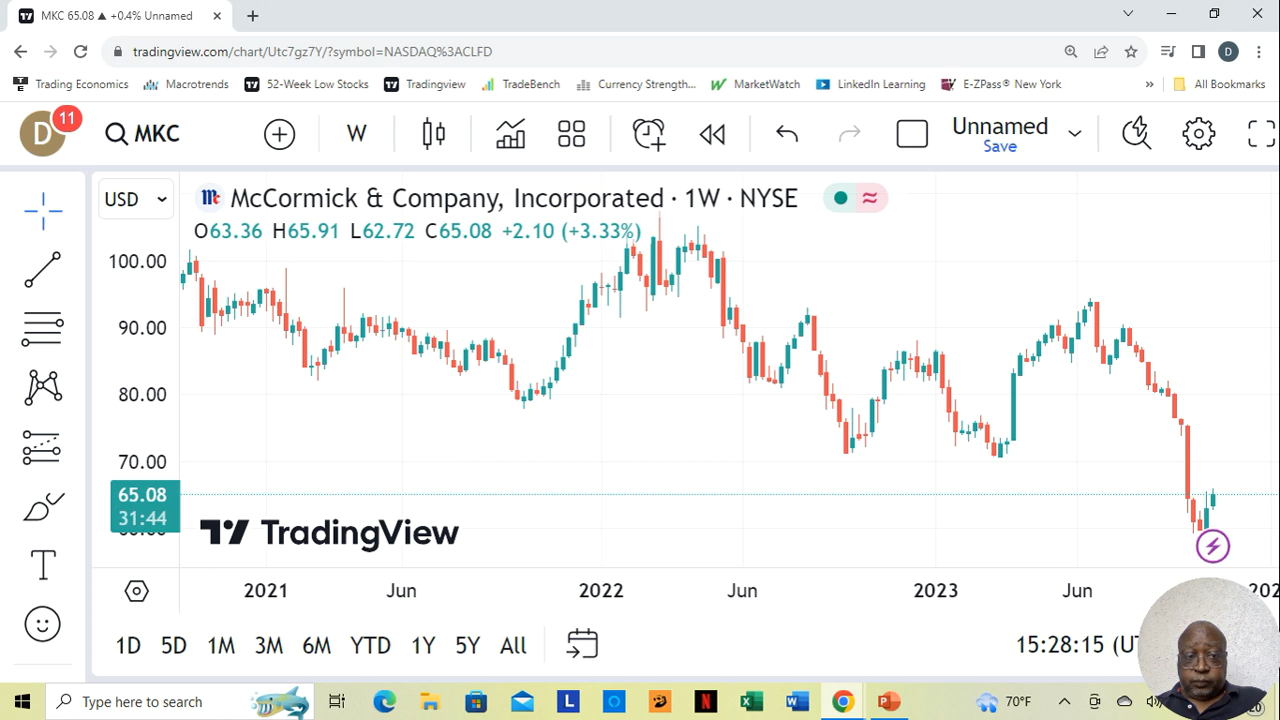 MKC 65.08 ▲ +0.4% Unnamed
tradingview.com/chart/Utc7gz7Y/?symbol=NASDAQ%3ACLFD
D
Trading Economics Macrotrends 52-Week Low Stocks Tradingview TradeBench Currency Strength... MarketWatch LinkedIn Learning E-ZPass® New York » All Bookmarks
D 11 MKC W Unnamed
Save
USD McCormick & Company, Incorporated · 1W · NYSE
O63.36 H65.91 L62.72 C65.08 +2.10 (+3.33%)
100.00
90.00
80.00
70.00
65.08
31:44
TradingView
2021 Jun 2022 Jun 2023 Jun
1D 5D 1M 3M 6M YTD 1Y 5Y All 15:28:15 (UT
Type here to search 70°F